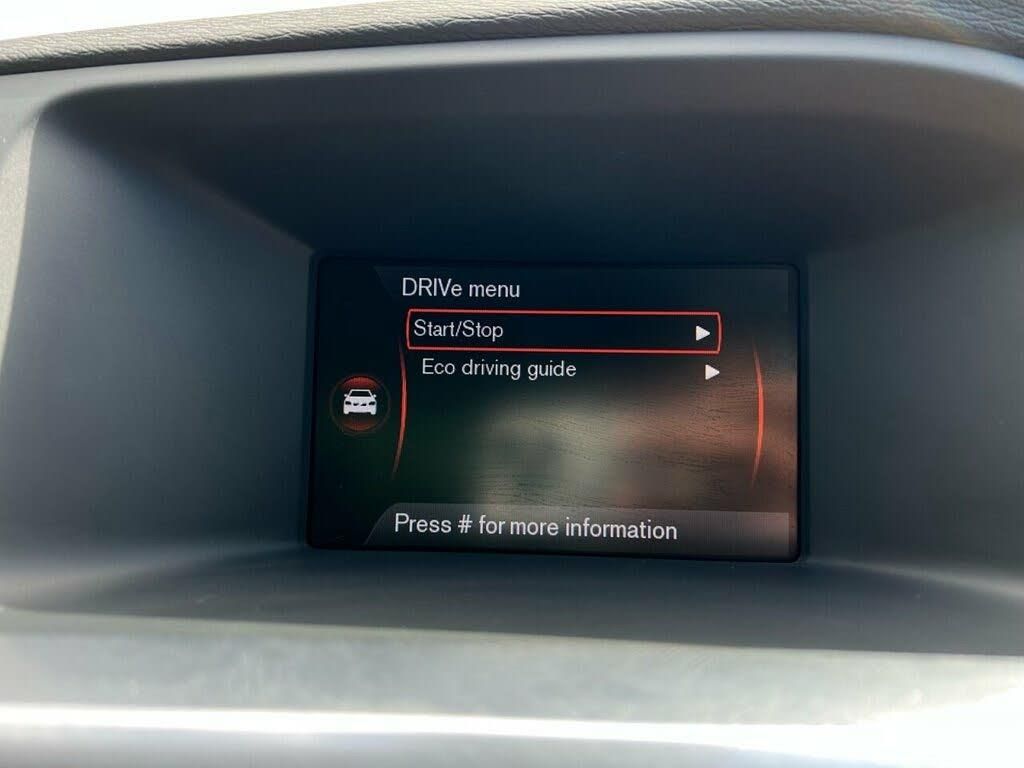 DRIVe menu
Start/Stop
Eco driving guide
Press # for more information